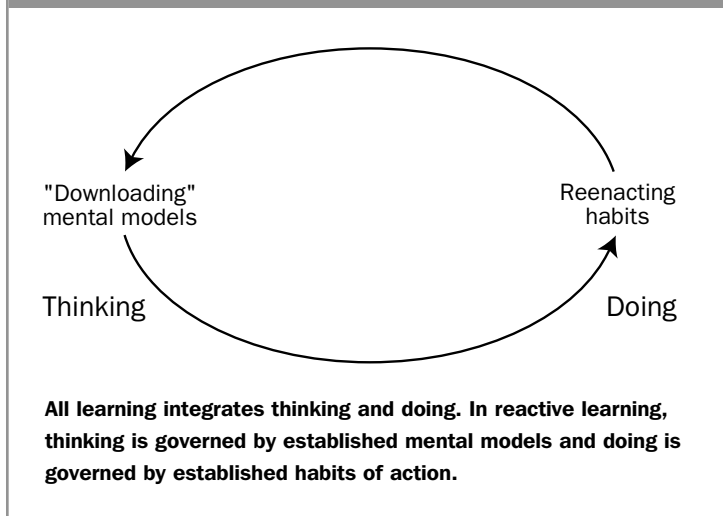 "Downloading"
mental models
Reenacting
habits
Thinking
Doing
All learning integrates thinking and doing. In reactive learning,
thinking is governed by established mental models and doing is
governed by established habits of action.